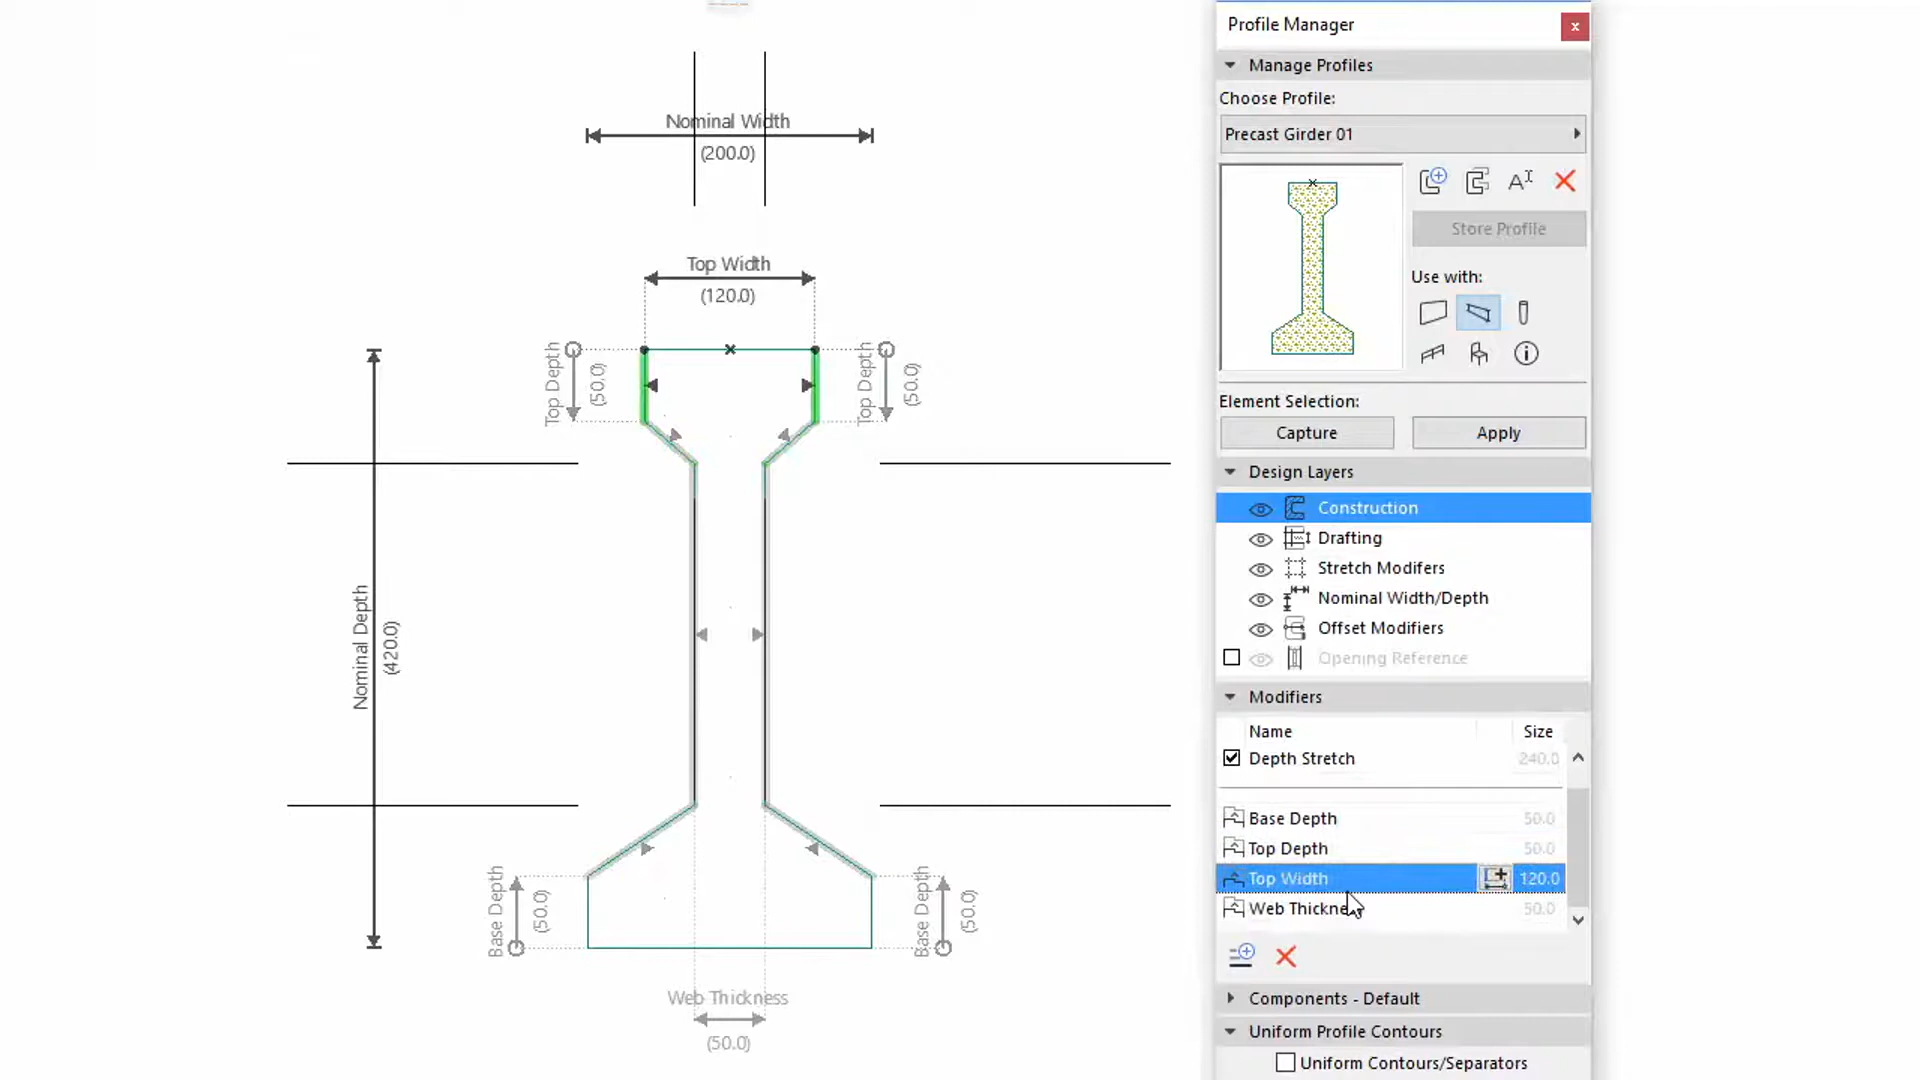 Nominal Width
(200.0)
Top Width
(120.0)
Top Depth
(50.0)
Top Depth
(50.0)
Nominal Depth
(420.0)
Base Depth
(50.0)
Base Depth
(50.0)
Web Thickness
(50.0)
Profile Manager
x
Manage Profiles
Choose Profile:
Precast Girder 01
Store Profile
Use with:
Element Selection:
Capture Apply
Design Layers
Construction
Drafting
Stretch Modifers
Nominal Width/Depth
Offset Modifiers
Opening Reference
Modifiers
Name Size
Depth Stretch 240.0
Base Depth 50.0
Top Depth 50.0
Top Width 120.0
Web Thickne 50.0
Components - Default
Uniform Profile Contours
Uniform Contours/Separators